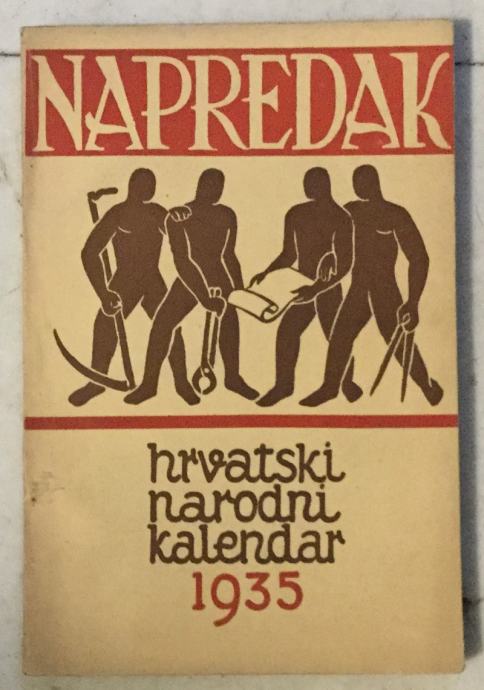 NAPREDAK
hrvatski
narodni
kalendar
1935